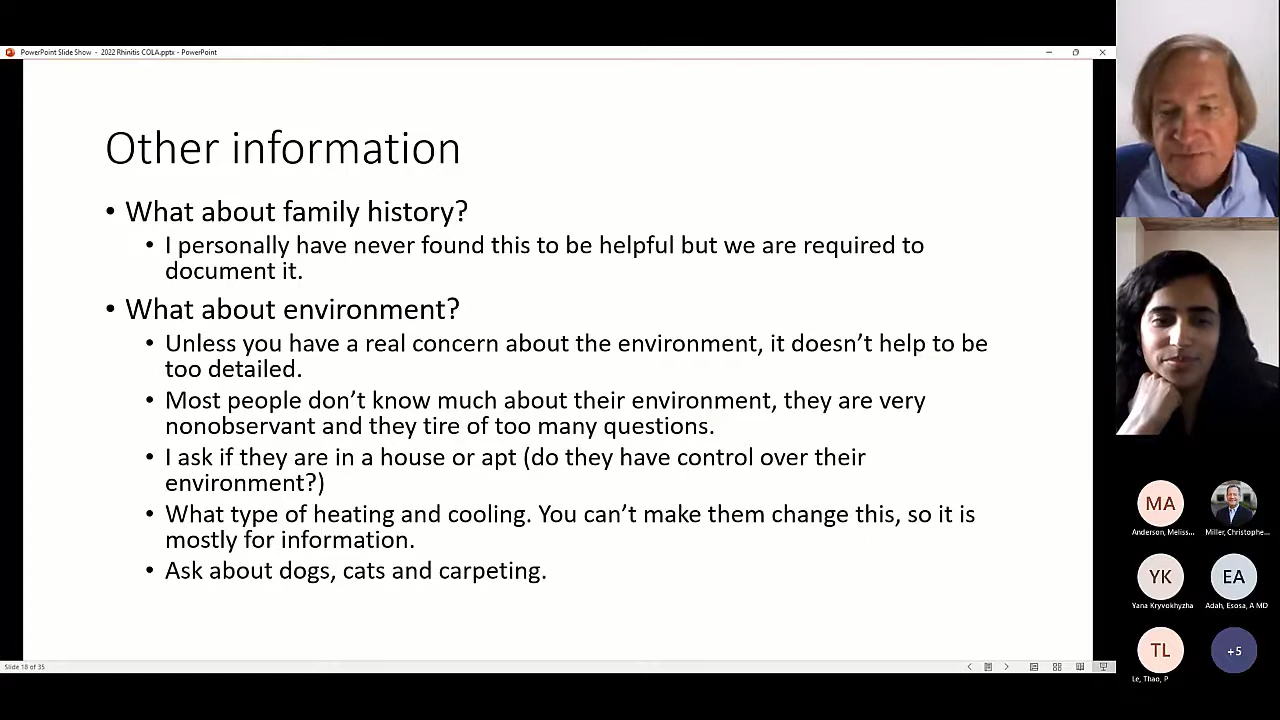 PowerPoint Slide Show - 2022 Rhinitis COLA.pptx - PowerPoint
Other information
• What about family history?
• I personally have never found this to be helpful but we are required to
document it.
• What about environment?
• Unless you have a real concern about the environment, it doesn’t help to be
too detailed.
• Most people don’t know much about their environment, they are very
nonobservant and they tire of too many questions.
• I ask if they are in a house or apt (do they have control over their
environment?)
• What type of heating and cooling. You can’t make them change this, so it is
mostly for information.
• Ask about dogs, cats and carpeting.
Slide 18 of 35
MA
Anderson, Meliss...
Miller, Christophe...
YK
Yana Kryvokhyzha
EA
Adah, Esosa, A MD
TL
Le, Thao, P
+5